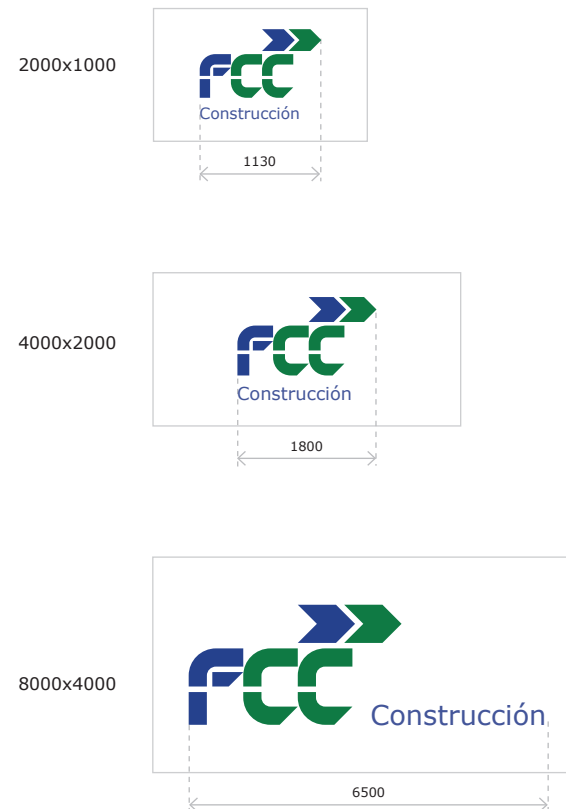 2000x1000
FCC
Construcción
1130
4000x2000
FCC
Construcción
1800
8000x4000
FCC
Construcción
6500